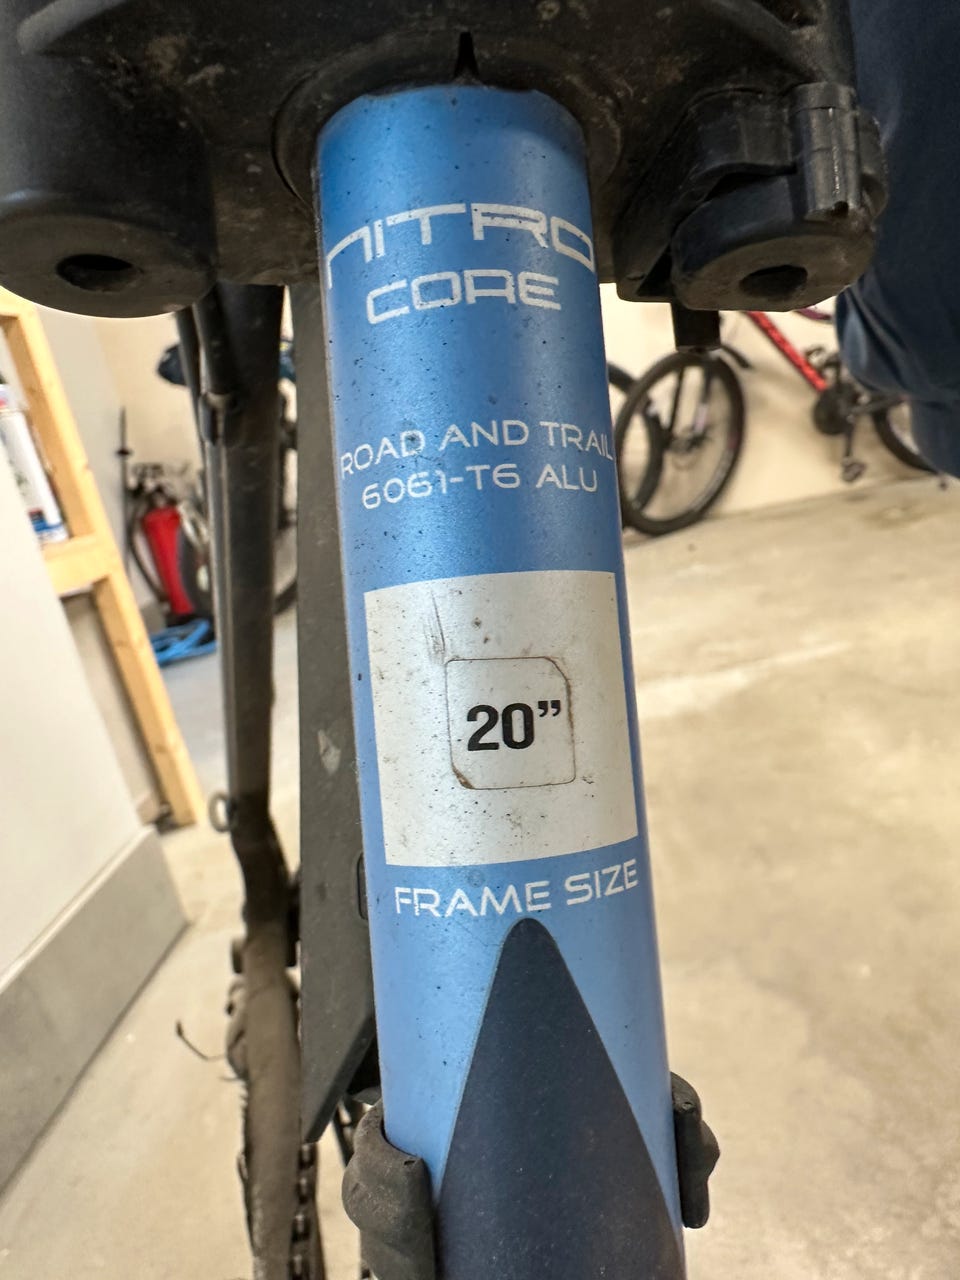 NITRO
CORE
ROAD AND TRAIL
6061-T6 ALU
20”
FRAME SIZE